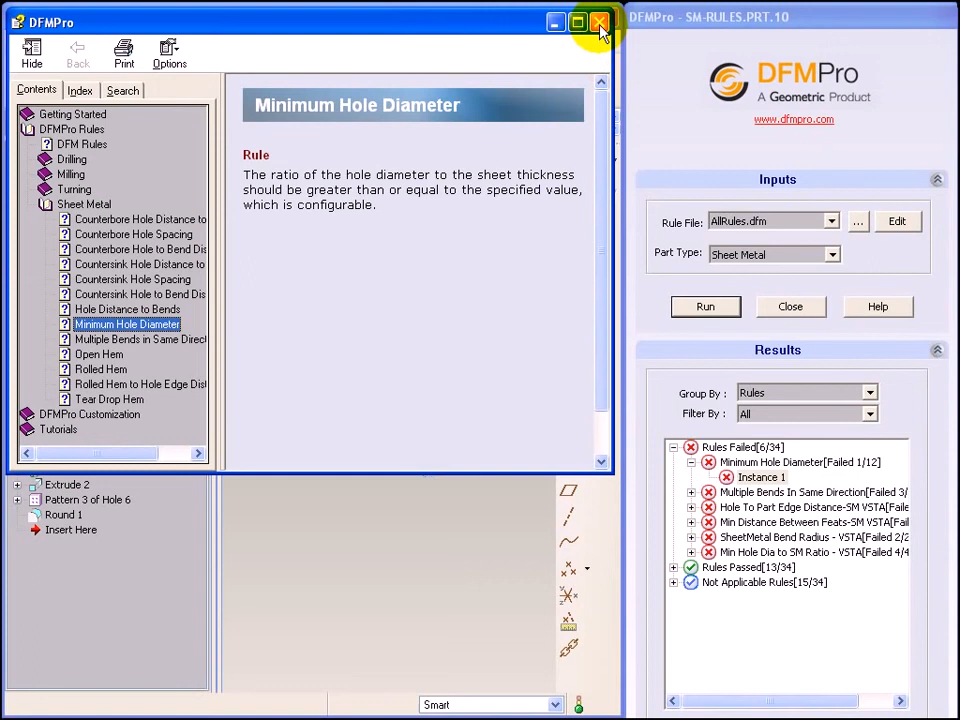 DFMPro
Hide
Back
Print
Options
Contents
Index
Search
Getting Started
DFMPro Rules
DFM Rules
Drilling
Milling
Turning
Sheet Metal
Counterbore Hole Distance to
Counterbore Hole Spacing
Counterbore Hole to Bend Dis
Countersink Hole Distance to
Countersink Hole Spacing
Countersink Hole to Bend Dis
Hole Distance to Bends
Minimum Hole Diameter
Multiple Bends in Same Direct
Open Hem
Rolled Hem
Rolled Hem to Hole Edge Dist
Tear Drop Hem
DFMPro Customization
Tutorials
Minimum Hole Diameter
Rule
The ratio of the hole diameter to the sheet thickness
should be greater than or equal to the specified value,
which is configurable.
Extrude 2
Pattern 3 of Hole 6
Round 1
Insert Here
Smart
DFMPro - SM-RULES.PRT.10
DFMPro
A Geometric Product
www.dfmpro.com
Inputs
Rule File: AllRules.dfm ... Edit
Part Type: Sheet Metal
Run Close Help
Results
Group By : Rules
Filter By : All
Rules Failed[6/34]
Minimum Hole Diameter[Failed 1/12]
Instance 1
Multiple Bends In Same Direction[Failed 3/
Hole To Part Edge Distance-SM VSTA[Faile
Min Distance Between Feats-SM VSTA[Fail
SheetMetal Bend Radius - VSTA[Failed 2/2
Min Hole Dia to SM Ratio - VSTA[Failed 4/4
Rules Passed[13/34]
Not Applicable Rules[15/34]